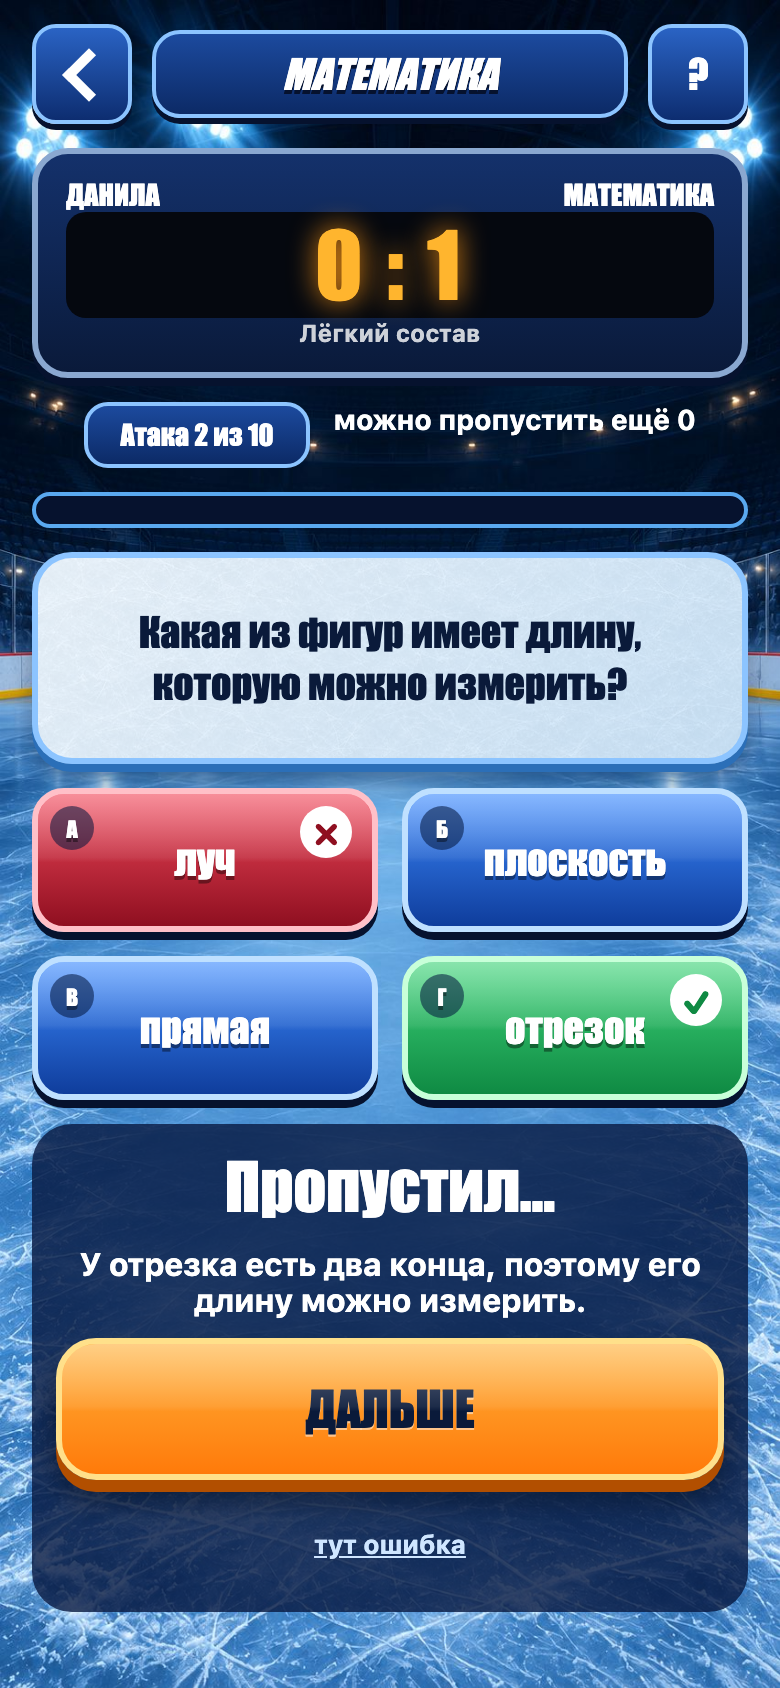 МАТЕМАТИКА
?
ДАНИЛА
МАТЕМАТИКА
0 : 1
Лёгкий состав
Атака 2 из 10
можно пропустить ещё 0
Какая из фигур имеет длину,
которую можно измерить?
А
луч
Б
плоскость
В
прямая
Г
отрезок
Пропустил...
У отрезка есть два конца, поэтому его
длину можно измерить.
ДАЛЬШЕ
тут ошибка